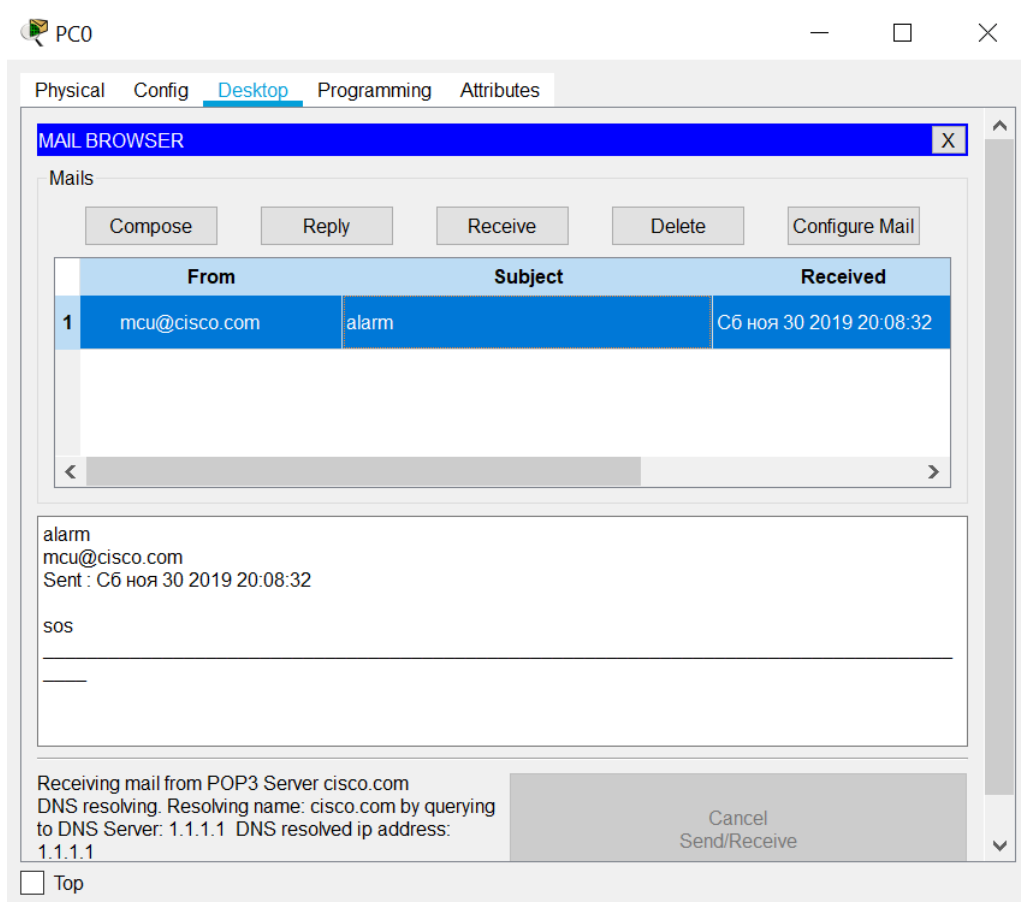 PC0
Physical Config Desktop Programming Attributes
MAIL BROWSER X
Mails
Compose Reply Receive Delete Configure Mail
From Subject Received
1 mcu@cisco.com alarm Сб ноя 30 2019 20:08:32
alarm
mcu@cisco.com
Sent : Сб ноя 30 2019 20:08:32
sos
Receiving mail from POP3 Server cisco.com
DNS resolving. Resolving name: cisco.com by querying
to DNS Server: 1.1.1.1 DNS resolved ip address:
1.1.1.1
Cancel
Send/Receive
Top